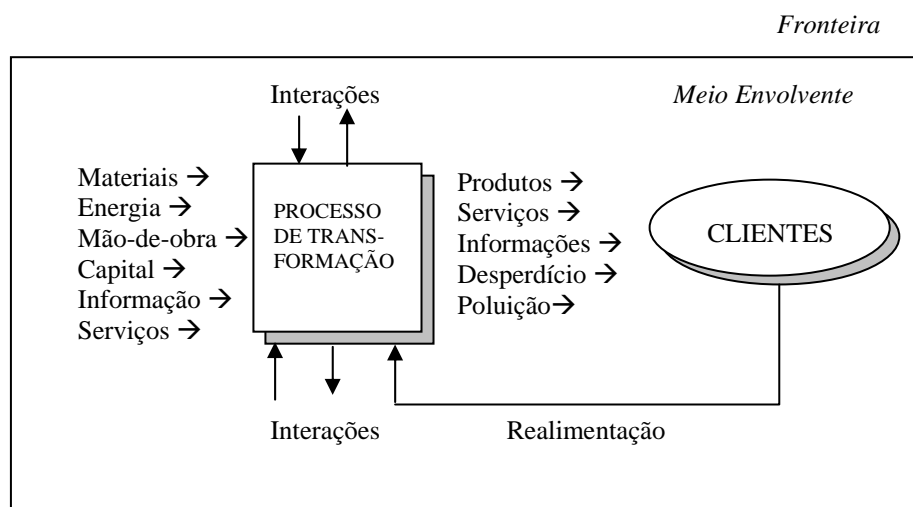 Fronteira
Meio Envolvente
Interações
Materiais →
Energia →
Mão-de-obra →
Capital →
Informação →
Serviços →
PROCESSO
DE TRANS-
FORMAÇÃO
Produtos →
Serviços →
Informações →
Desperdício →
Poluição→
CLIENTES
Interações
Realimentação